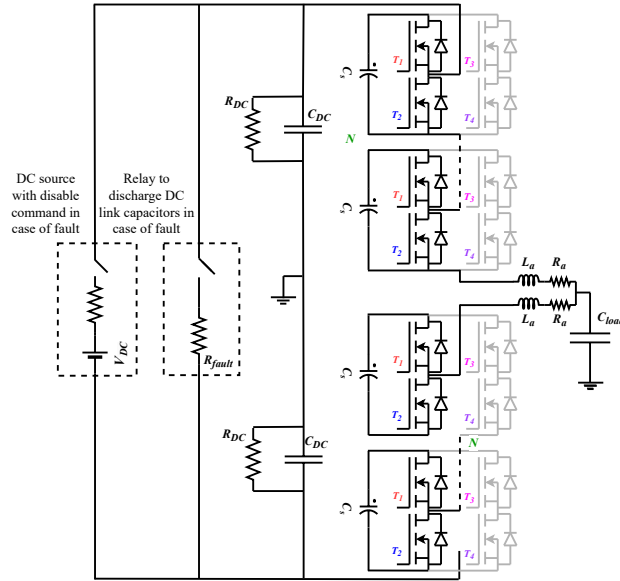 DC source
with disable
command in
case of fault
Relay to
discharge DC
link capacitors in
case of fault
V_DC
R_fault
R_DC
C_DC
R_DC
C_DC
N
C_s
T_1
T_2
T_3
T_4
C_s
T_1
T_2
T_3
T_4
L_a
R_a
L_a
R_a
C_load
C_s
T_1
T_2
T_3
T_4
N
C_s
T_1
T_2
T_3
T_4